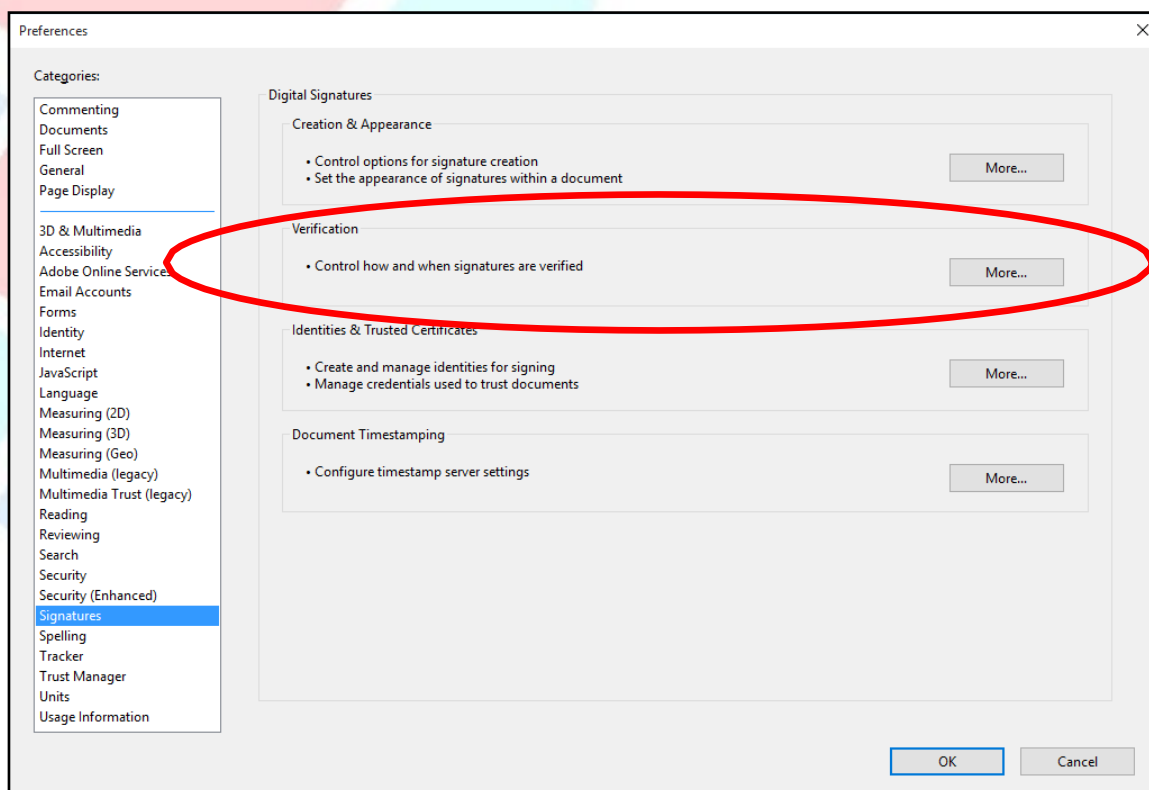 Preferences
Categories:
Commenting
Documents
Full Screen
General
Page Display
3D & Multimedia
Accessibility
Adobe Online Services
Email Accounts
Forms
Identity
Internet
JavaScript
Language
Measuring (2D)
Measuring (3D)
Measuring (Geo)
Multimedia (legacy)
Multimedia Trust (legacy)
Reading
Reviewing
Search
Security
Security (Enhanced)
Signatures
Spelling
Tracker
Trust Manager
Units
Usage Information
Digital Signatures
Creation & Appearance
• Control options for signature creation
• Set the appearance of signatures within a document
More...
Verification
• Control how and when signatures are verified
More...
Identities & Trusted Certificates
• Create and manage identities for signing
• Manage credentials used to trust documents
More...
Document Timestamping
• Configure timestamp server settings
More...
OK
Cancel